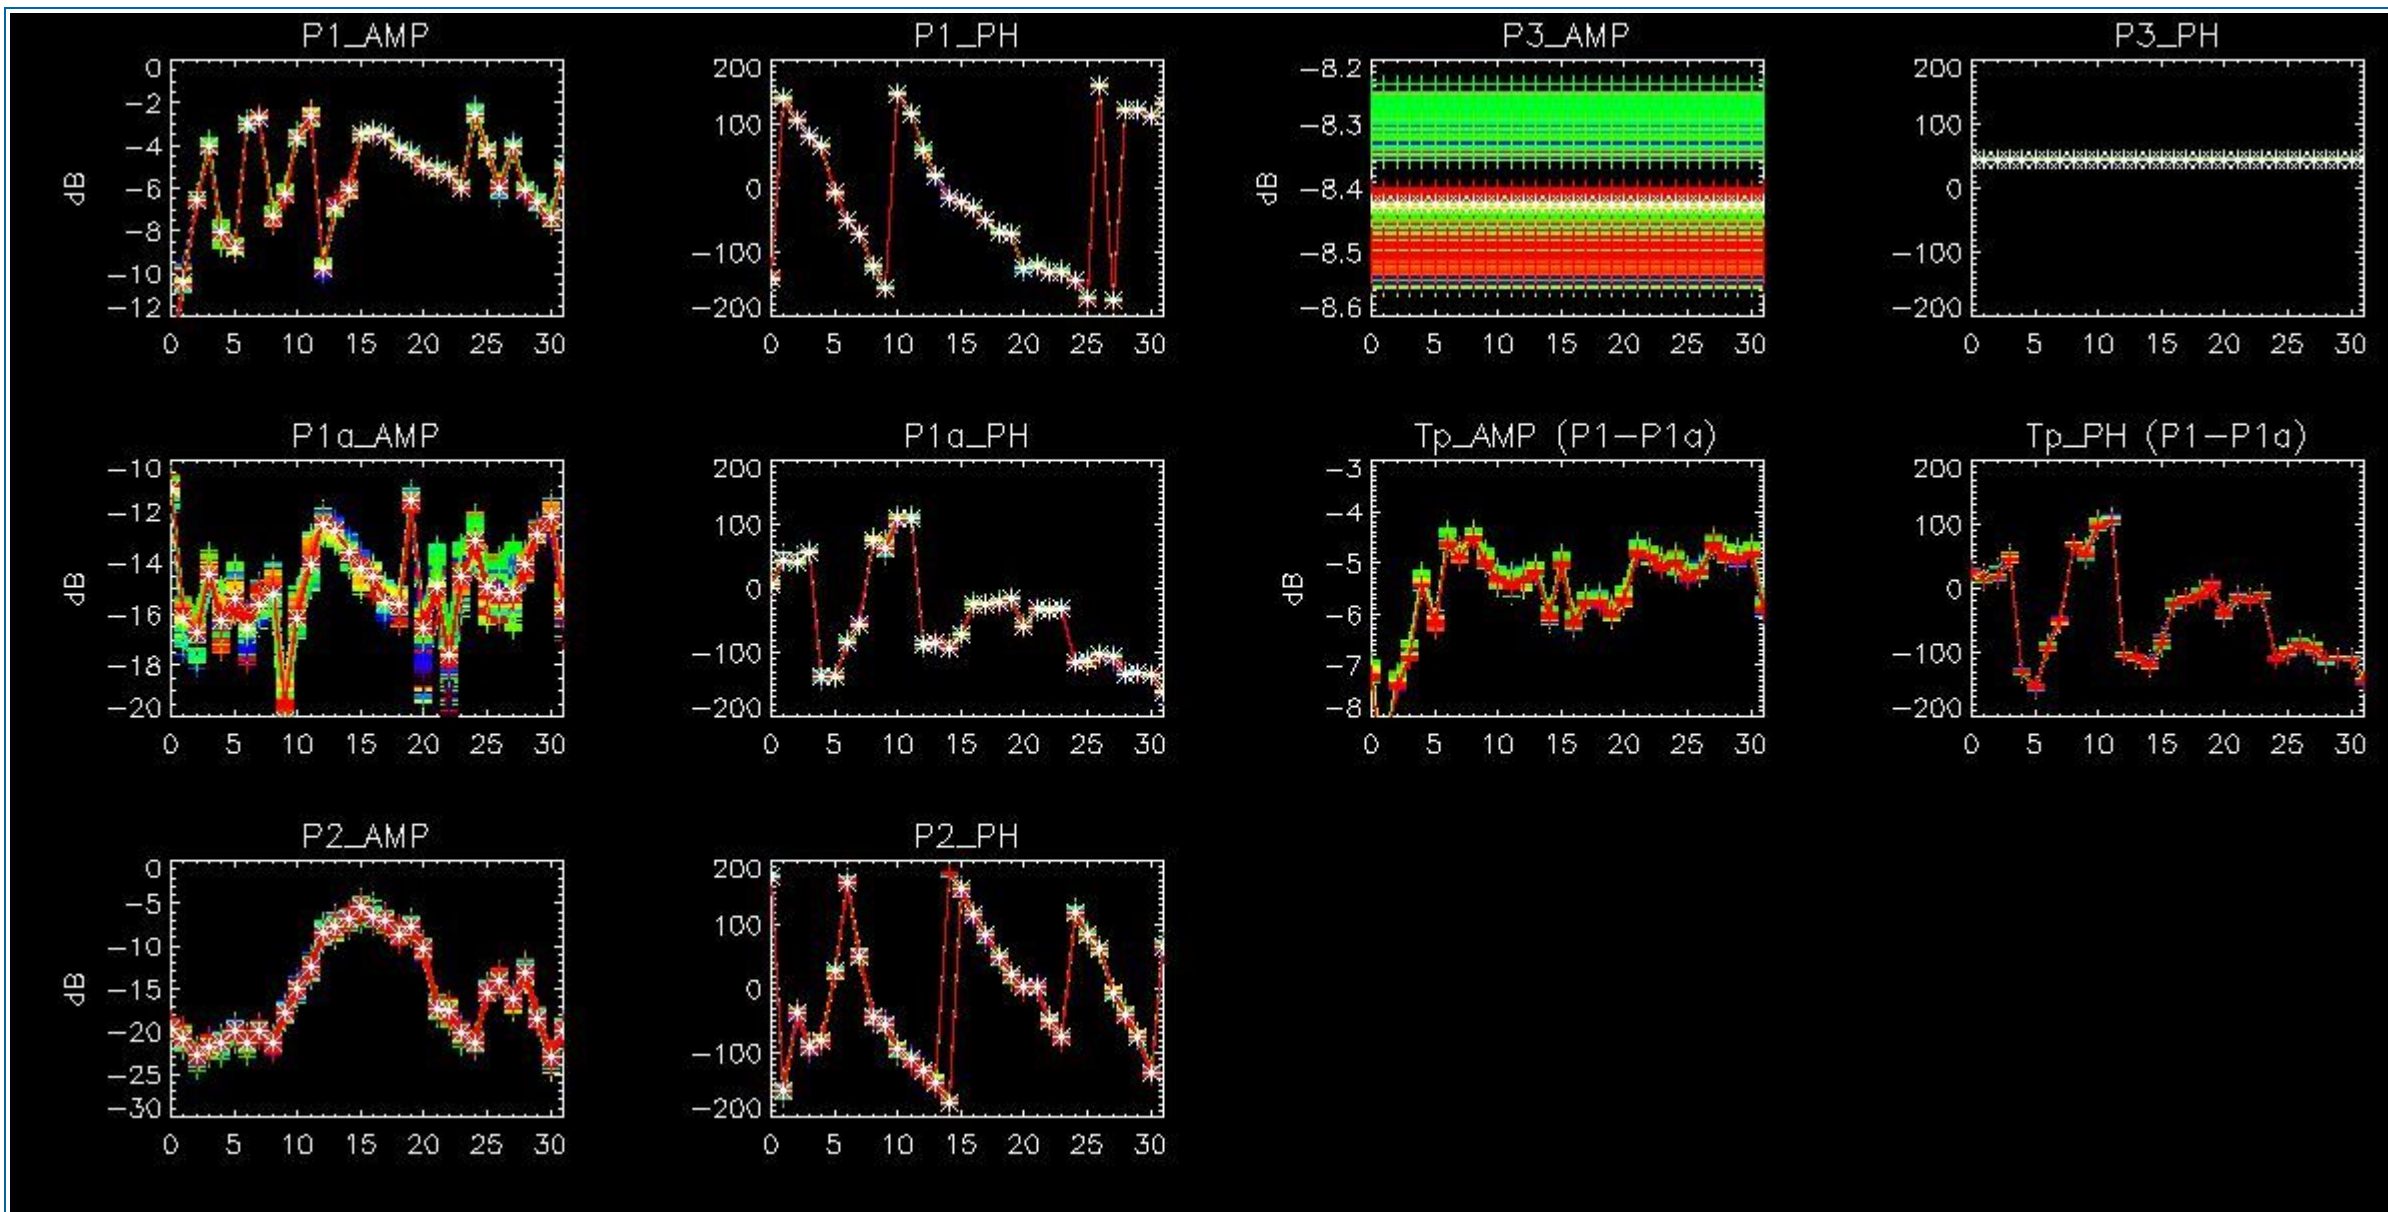 P1_AMP
0
−2
−4
−6
−8
−10
−12
dB
0 5 10 15 20 25 30
P1_PH
200
100
0
−100
−200
0 5 10 15 20 25 30
P3_AMP
−8.2
−8.3
−8.4
−8.5
−8.6
dB
0 5 10 15 20 25 30
P3_PH
200
100
0
−100
−200
0 5 10 15 20 25 30
P1a_AMP
−10
−12
−14
−16
−18
−20
dB
0 5 10 15 20 25 30
P1a_PH
200
100
0
−100
−200
0 5 10 15 20 25 30
Tp_AMP (P1−P1a)
−3
−4
−5
−6
−7
−8
dB
0 5 10 15 20 25 30
Tp_PH (P1−P1a)
200
100
0
−100
−200
0 5 10 15 20 25 30
P2_AMP
0
−5
−10
−15
−20
−25
−30
dB
0 5 10 15 20 25 30
P2_PH
200
100
0
−100
−200
0 5 10 15 20 25 30